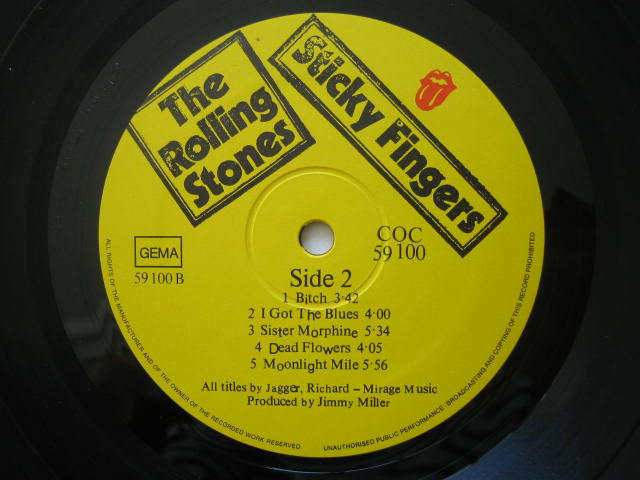 The
Rolling
Stones
Sticky Fingers
GEMA
59 100 B
COC
59 100
Side 2
1 Bitch 3·42
2 I Got The Blues 4·00
3 Sister Morphine 5·34
4 Dead Flowers 4·05
5 Moonlight Mile 5·56
All titles by Jagger, Richard – Mirage Music
Produced by Jimmy Miller
ALL RIGHTS OF THE MANUFACTURER AND OF THE OWNER OF THE RECORDED WORK RESERVED
UNAUTHORISED PUBLIC PERFORMANCE, BROADCASTING AND COPYING OF THIS RECORD PROHIBITED